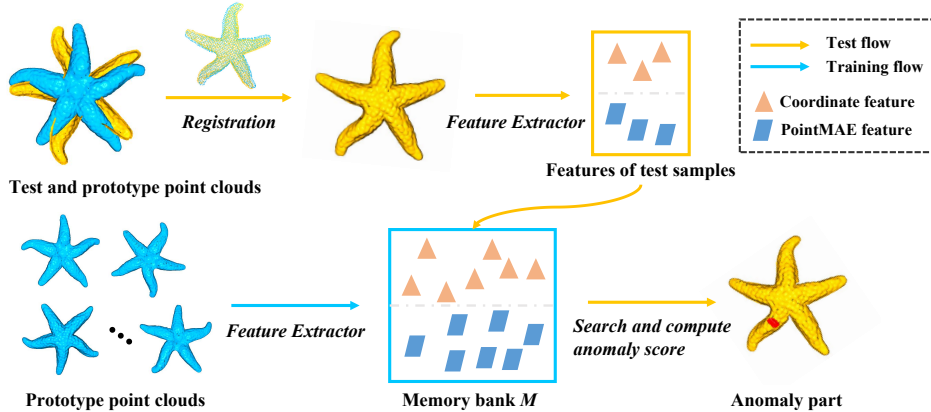 Test flow
Training flow
Coordinate feature
PointMAE feature
Registration
Feature Extractor
Test and prototype point clouds
Features of test samples
Feature Extractor
Search and compute
anomaly score
Prototype point clouds
Memory bank M
Anomaly part